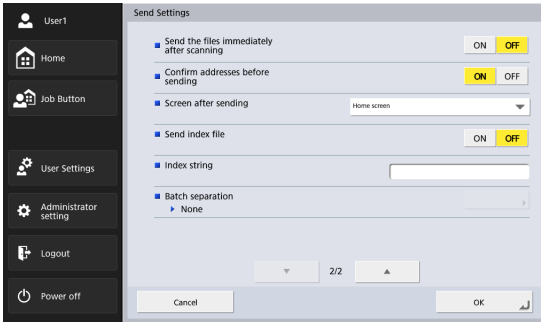 User1
Home
Job Button
User Settings
Administrator
setting
Logout
Power off
Send Settings
Send the files immediately
after scanning
ON OFF
Confirm addresses before
sending
ON OFF
Screen after sending
Home screen
Send index file
ON OFF
Index string
Batch separation
None
2/2
Cancel
OK